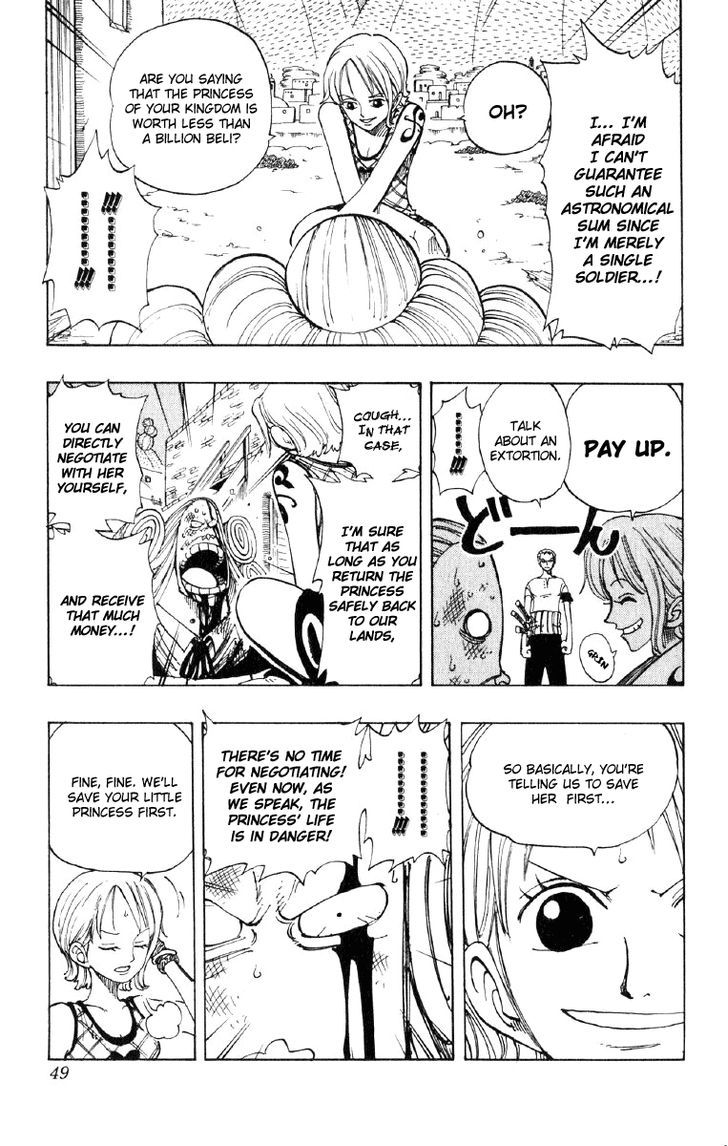 I... I'M
AFRAID
I CAN'T
GUARANTEE
SUCH AN
ASTRONOMICAL
SUM SINCE
I'M MERELY
A SINGLE
SOLDIER...!
OH?
ARE YOU SAYING
THAT THE PRINCESS
OF YOUR KINGDOM IS
WORTH LESS THAN
A BILLION BELI?
!!!
!!!
PAY UP.
TALK
ABOUT AN
EXTORTION.
!!!
どーん
GRIN
COUGH...
IN THAT
CASE,
I'M SURE
THAT AS
LONG AS YOU
RETURN THE
PRINCESS
SAFELY BACK
TO OUR
LANDS,
YOU CAN
DIRECTLY
NEGOTIATE
WITH HER
YOURSELF,
AND RECEIVE
THAT MUCH
MONEY...!
SO BASICALLY, YOU'RE
TELLING US TO SAVE
HER FIRST...
!!!
THERE'S NO TIME
FOR NEGOTIATING!
EVEN NOW, AS
WE SPEAK, THE
PRINCESS' LIFE
IS IN DANGER!
FINE, FINE. WE'LL
SAVE YOUR LITTLE
PRINCESS FIRST.
49